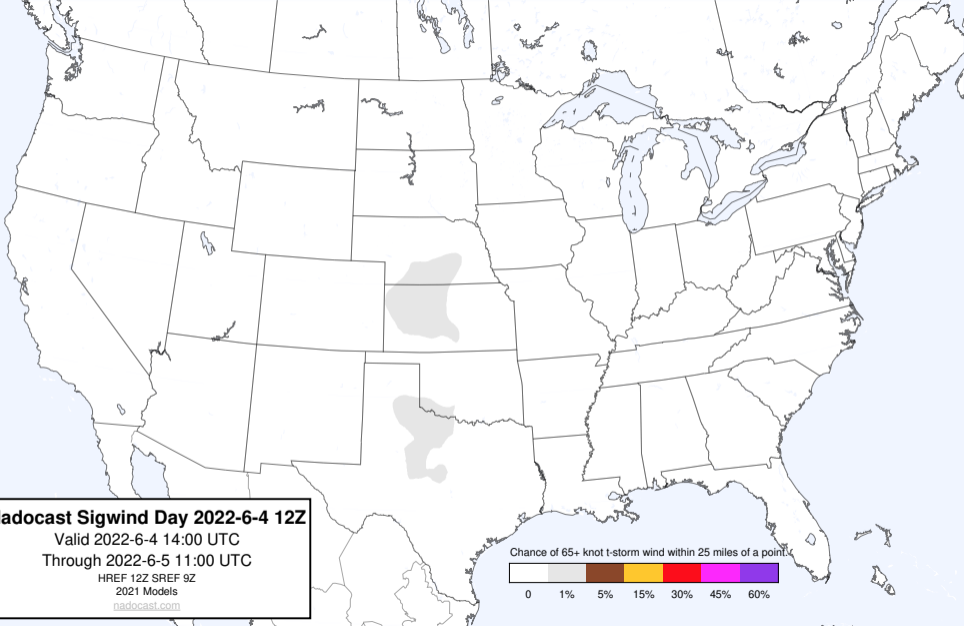 adocast Sigwind Day 2022-6-4 12Z
Valid 2022-6-4 14:00 UTC
Through 2022-6-5 11:00 UTC
HREF 12Z SREF 9Z
2021 Models
nadocast.com
Chance of 65+ knot t-storm wind within 25 miles of a point.
0 1% 5% 15% 30% 45% 60%